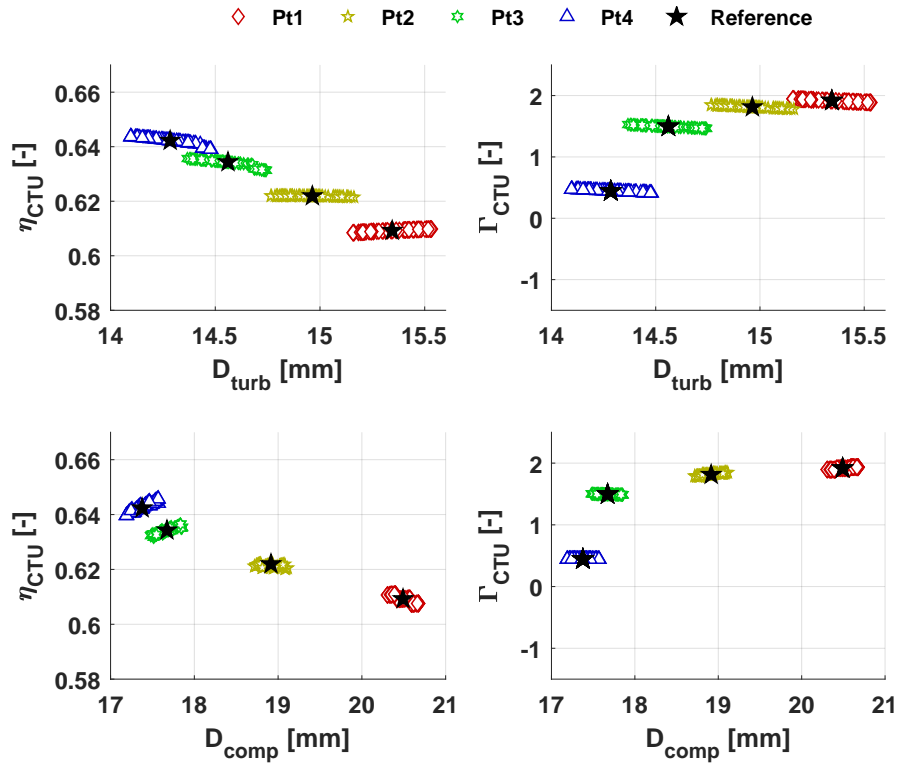 Pt1 Pt2 Pt3 Pt4 Reference
0.66
0.64
0.62
0.6
0.58
η_CTU [-]
14 14.5 15 15.5
D_turb [mm]
2
1
0
-1
Γ_CTU [-]
14 14.5 15 15.5
D_turb [mm]
0.66
0.64
0.62
0.6
0.58
η_CTU [-]
17 18 19 20 21
D_comp [mm]
2
1
0
-1
Γ_CTU [-]
17 18 19 20 21
D_comp [mm]